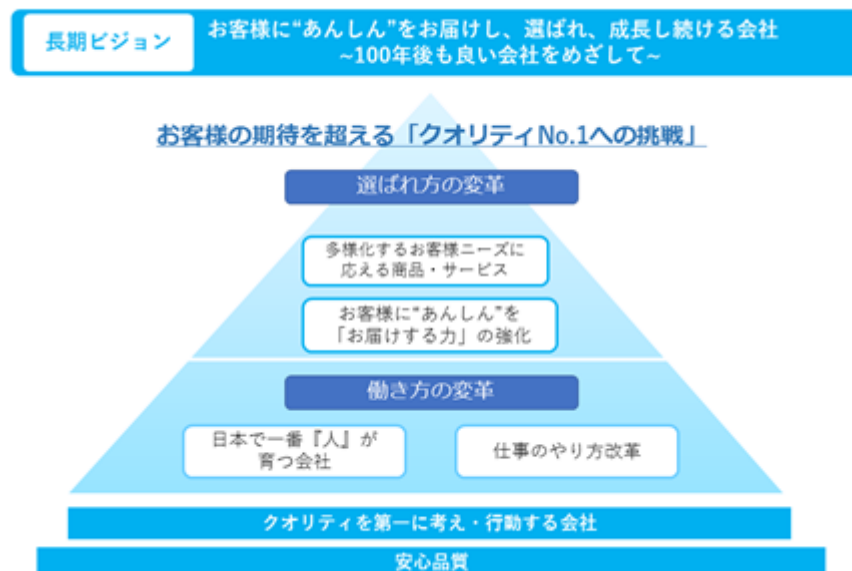 長期ビジョン
お客様に“あんしん”をお届けし、選ばれ、成長し続ける会社
~100年後も良い会社をめざして~
お客様の期待を超える「クオリティNo.1への挑戦」
選ばれ方の変革
多様化するお客様ニーズに
応える商品・サービス
お客様に“あんしん”を
「お届けする力」の強化
働き方の変革
日本で一番『人』が
育つ会社
仕事のやり方改革
クオリティを第一に考え・行動する会社
安心品質